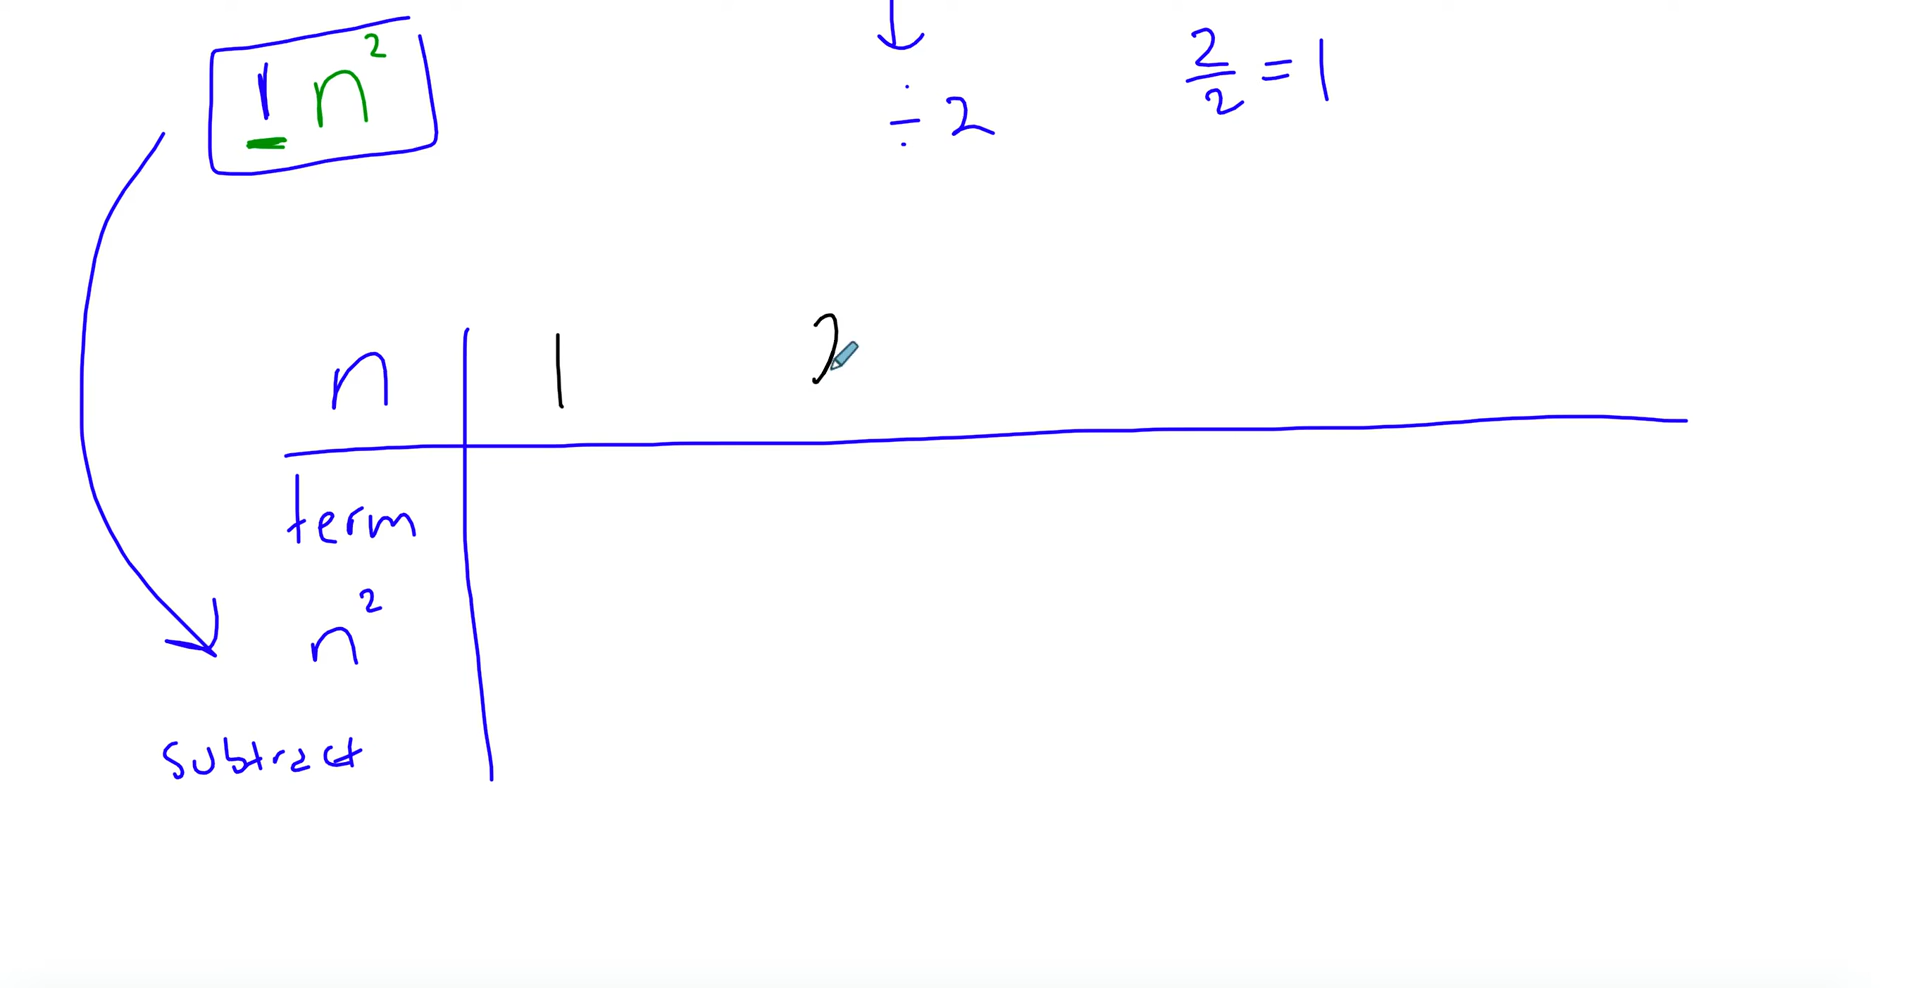 1n²
÷ 2
2/2 = 1
n 1 2
term
n²
subtract